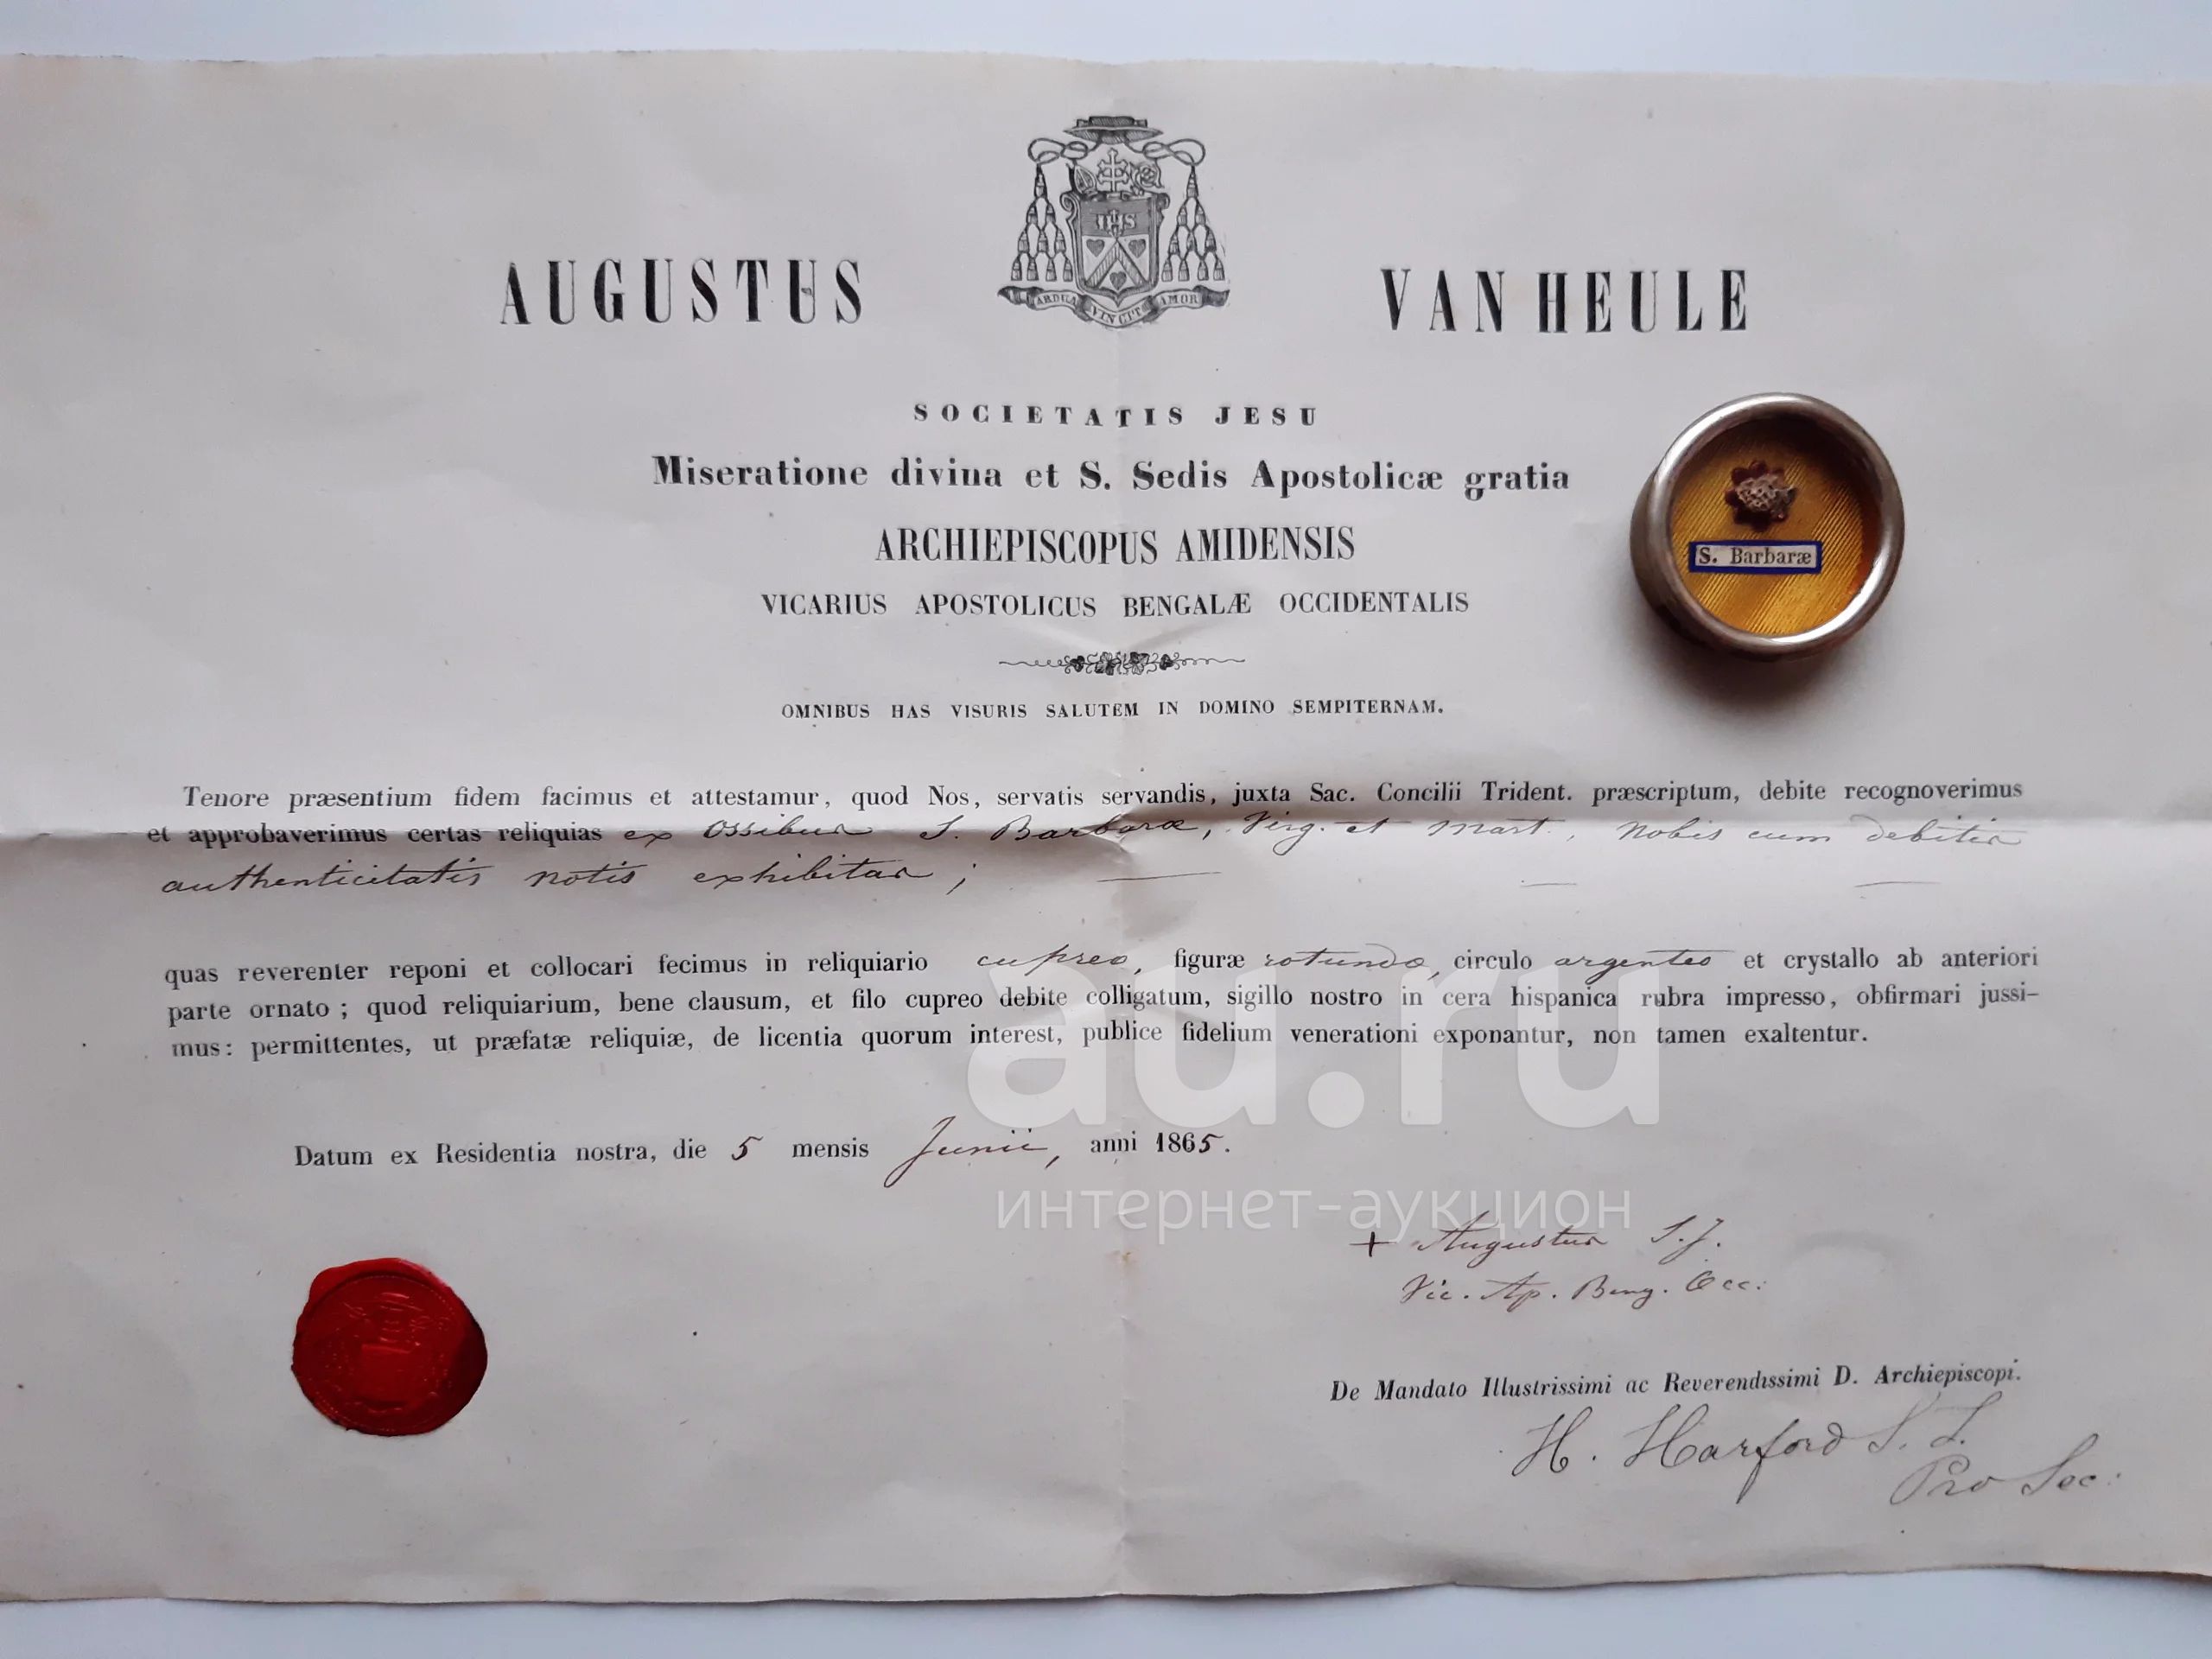 IHS
ARDUA VINCIT AMOR
AUGUSTUS VAN HEULE
SOCIETATIS JESU
Miseratione divina et S. Sedis Apostolicæ gratia
ARCHIEPISCOPUS AMIDENSIS
S. Barbaræ
VICARIUS APOSTOLICUS BENGALÆ OCCIDENTALIS
OMNIBUS HAS VISURIS SALUTEM IN DOMINO SEMPITERNAM.
Tenore præsentium fidem facimus et attestamur, quod Nos, servatis servandis, juxta Sac. Concilii Trident. præscriptum, debite recognoverimus
et approbaverimus certas reliquias ex ossibus S. Barbaræ, Virg. et Mart., nobis cum debitis
authenticitatis notis exhibitas ;
quas reverenter reponi et collocari fecimus in reliquiario cupreo, figuræ rotundæ, circulo argenteo et crystallo ab anteriori
parte ornato ; quod reliquiarium, bene clausum, et filo cupreo debite colligatum, sigillo nostro in cera hispanica rubra impresso, obfirmari jussi-
mus : permittentes, ut præfatæ reliquiæ, de licentia quorum interest, publice fidelium venerationi exponantur, non tamen exaltentur.
au.ru
Datum ex Residentia nostra, die 5 mensis Junii, anni 1865.
интернет-аукцион
+ Augustus S.J.
Vic. Ap. Beng. Occ:
De Mandato Illustrissimi ac Reverendissimi D. Archiepiscopi.
H. Harford S. J.
Pro Sec: